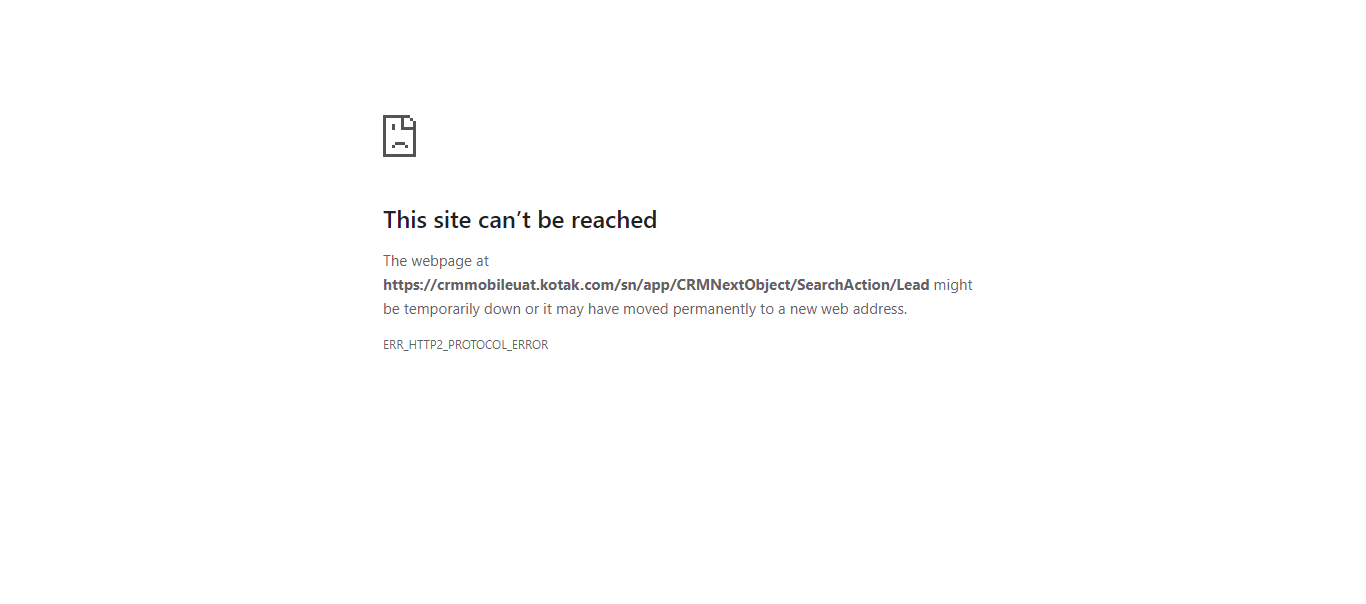 This site can’t be reached
The webpage at
https://crmmobileuat.kotak.com/sn/app/CRMNextObject/SearchAction/Lead might
be temporarily down or it may have moved permanently to a new web address.
ERR_HTTP2_PROTOCOL_ERROR